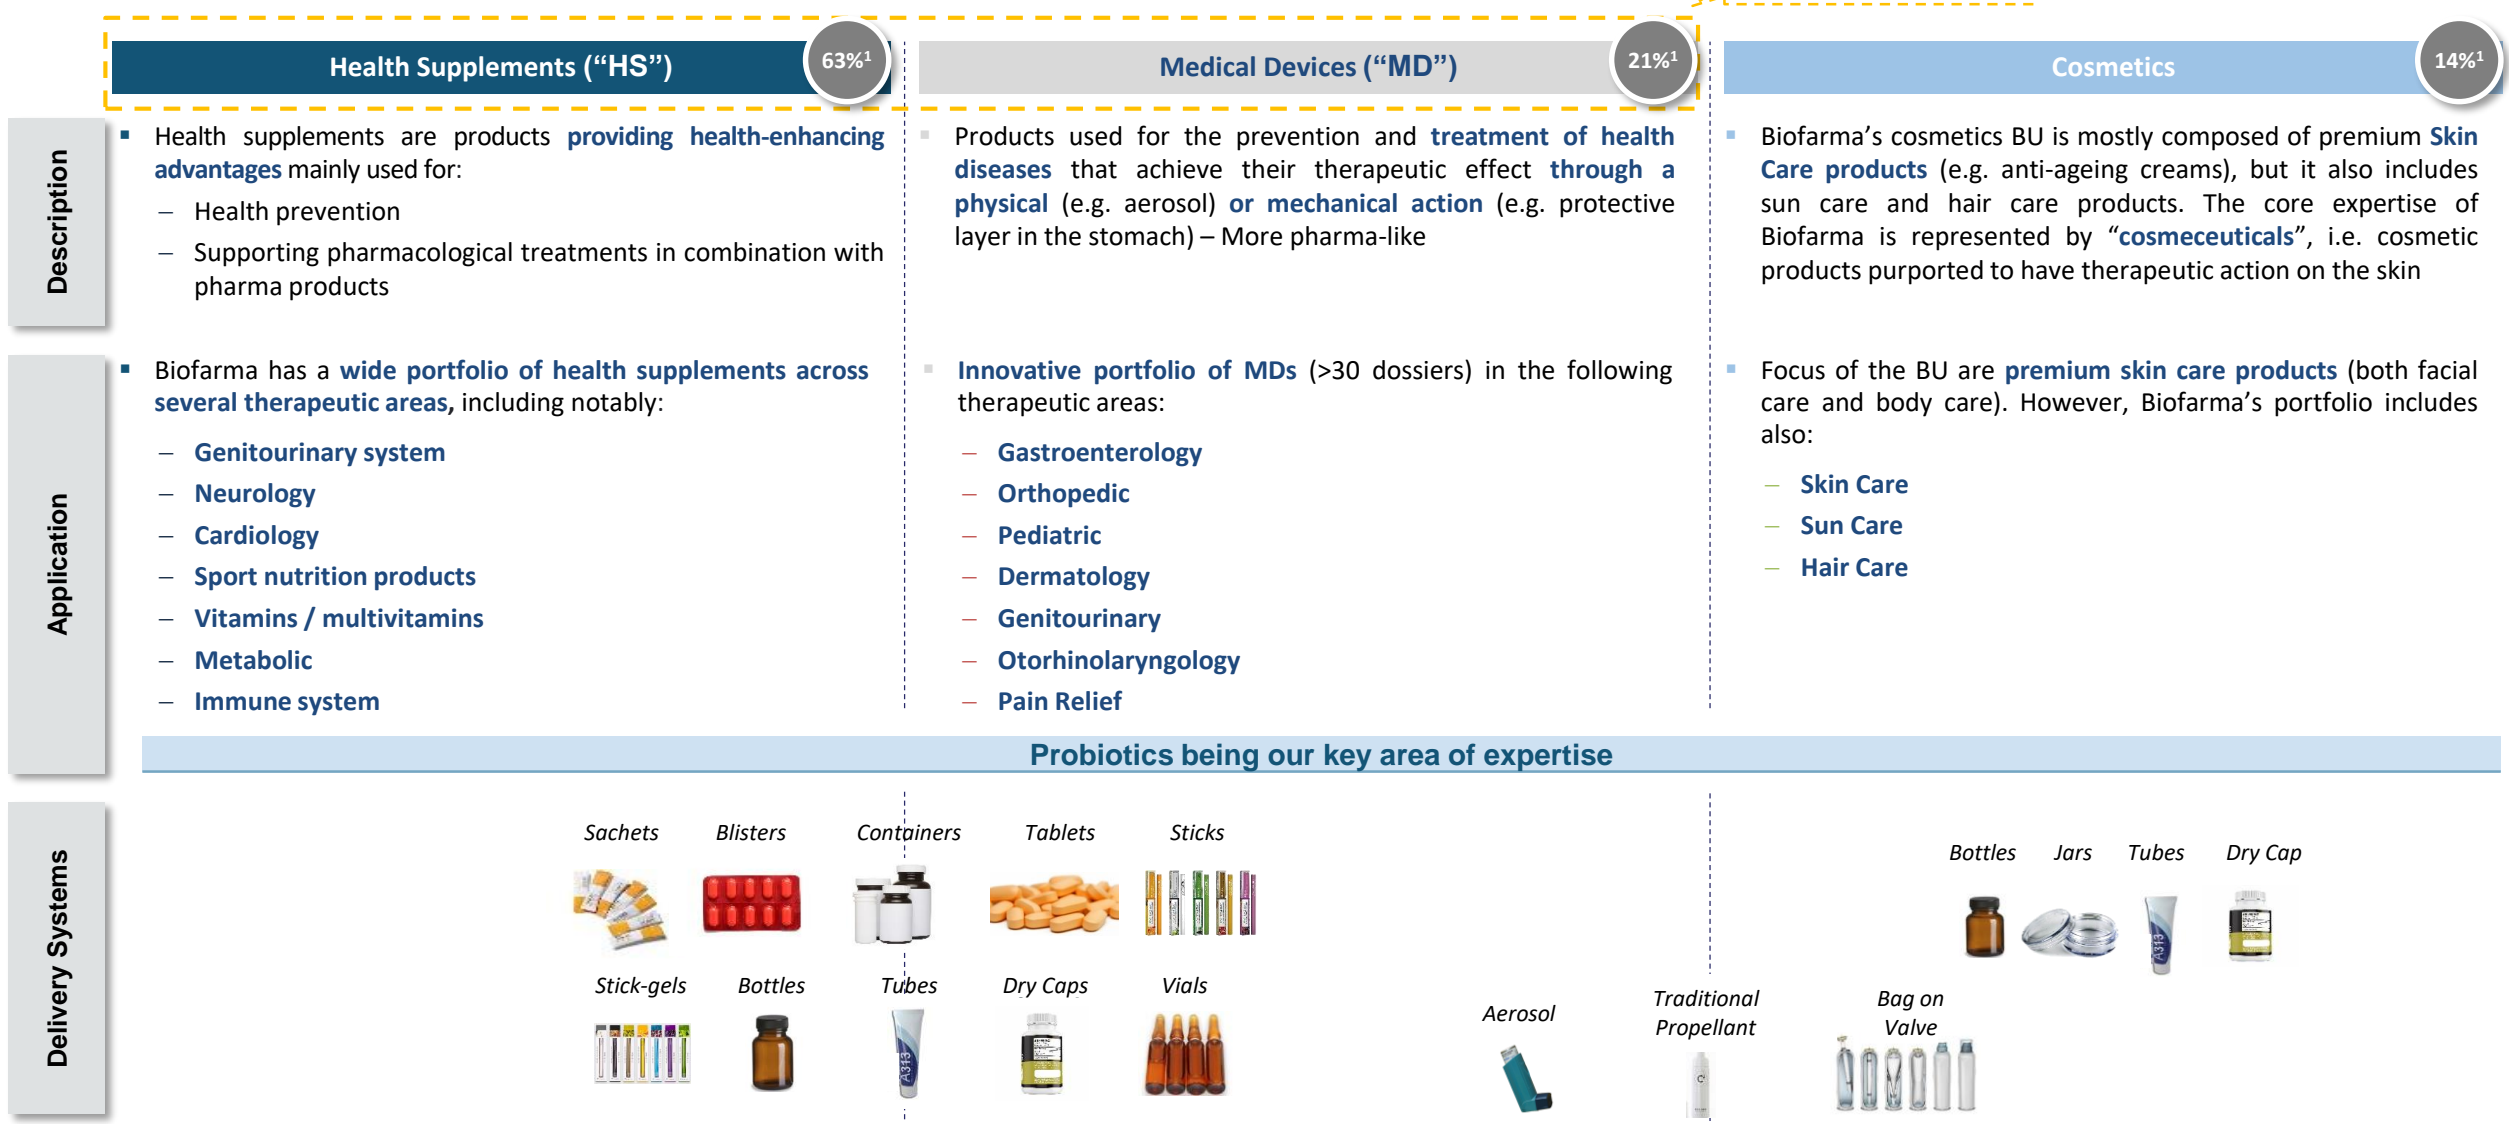 Health Supplements (“HS”)
63%1
Medical Devices (“MD”)
21%1
Cosmetics
14%1
Description
▪ Health supplements are products providing health-enhancing
advantages mainly used for:
– Health prevention
– Supporting pharmacological treatments in combination with
pharma products
▪ Products used for the prevention and treatment of health
diseases that achieve their therapeutic effect through a
physical (e.g. aerosol) or mechanical action (e.g. protective
layer in the stomach) – More pharma-like
▪ Biofarma’s cosmetics BU is mostly composed of premium Skin
Care products (e.g. anti-ageing creams), but it also includes
sun care and hair care products. The core expertise of
Biofarma is represented by “cosmeceuticals”, i.e. cosmetic
products purported to have therapeutic action on the skin
Application
▪ Biofarma has a wide portfolio of health supplements across
several therapeutic areas, including notably:
– Genitourinary system
– Neurology
– Cardiology
– Sport nutrition products
– Vitamins / multivitamins
– Metabolic
– Immune system
▪ Innovative portfolio of MDs (>30 dossiers) in the following
therapeutic areas:
– Gastroenterology
– Orthopedic
– Pediatric
– Dermatology
– Genitourinary
– Otorhinolaryngology
– Pain Relief
▪ Focus of the BU are premium skin care products (both facial
care and body care). However, Biofarma’s portfolio includes
also:
– Skin Care
– Sun Care
– Hair Care
Probiotics being our key area of expertise
Delivery Systems
Sachets
Blisters
Containers
Tablets
Sticks
Stick-gels
Bottles
Tubes
Dry Caps
Vials
A313
Aerosol
Traditional
Propellant
Bag on
Valve
Bottles
Jars
Tubes
Dry Cap
A313